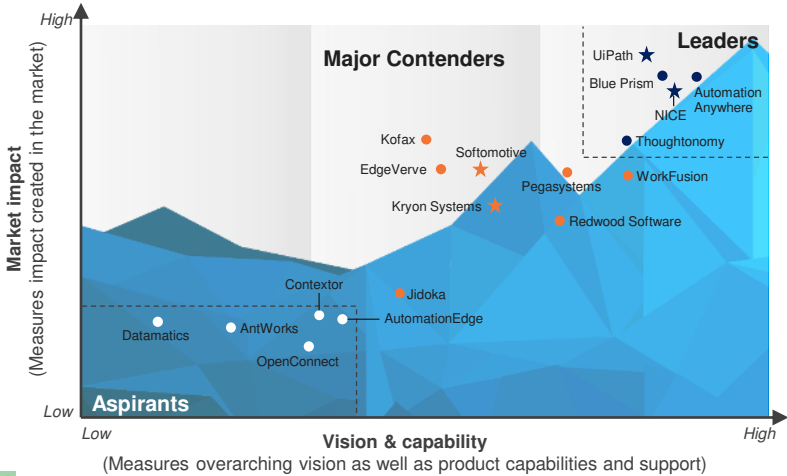 High
Leaders
Major Contenders
UiPath
Blue Prism
Automation
Anywhere
NICE
Kofax
Thoughtonomy
Softomotive
EdgeVerve
Pegasystems
WorkFusion
Kryon Systems
Redwood Software
Contextor
Jidoka
AutomationEdge
AntWorks
Datamatics
OpenConnect
Aspirants
Market impact
(Measures impact created in the market)
Low
Low
High
Vision & capability
(Measures overarching vision as well as product capabilities and support)